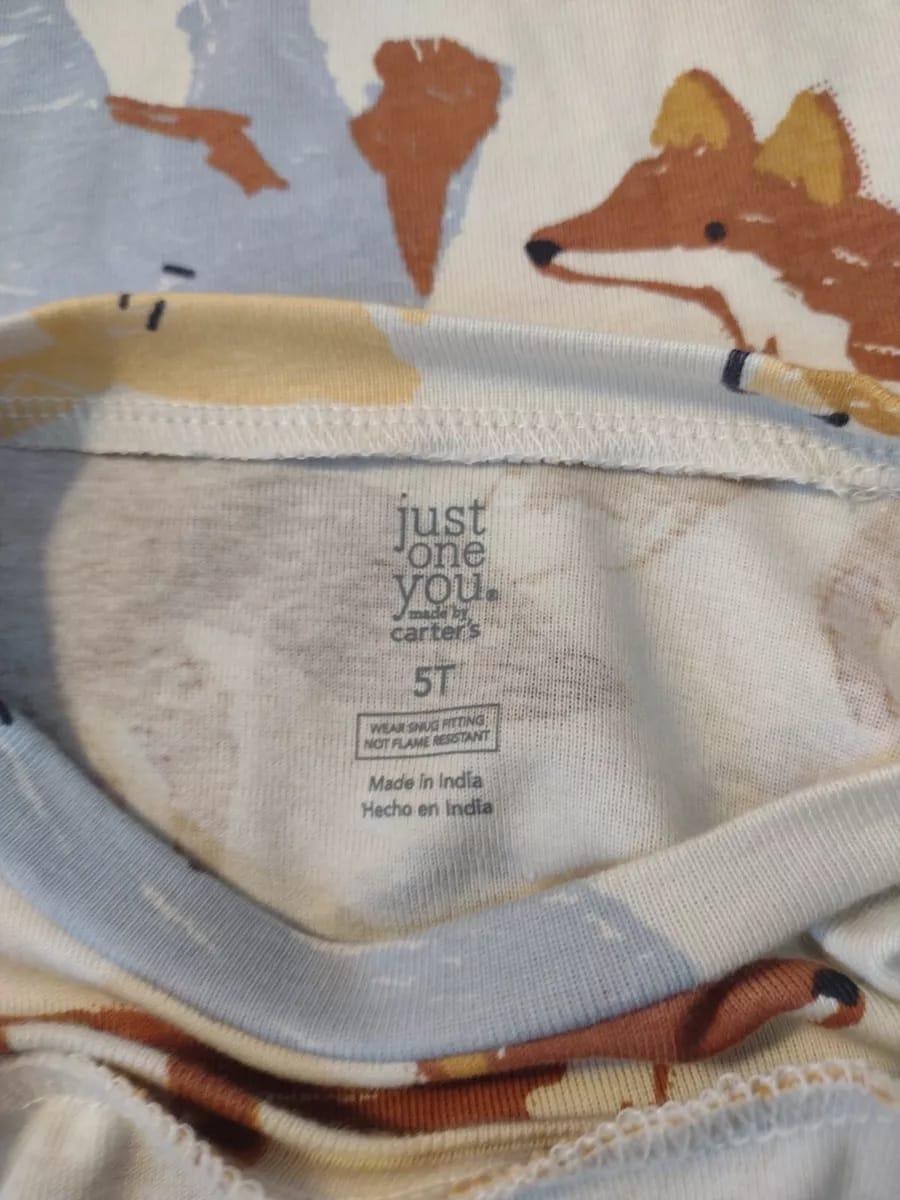 just
one
you®
made by
carter's
5T
WEAR SNUG FITTING
NOT FLAME RESISTANT
Made in India
Hecho en India